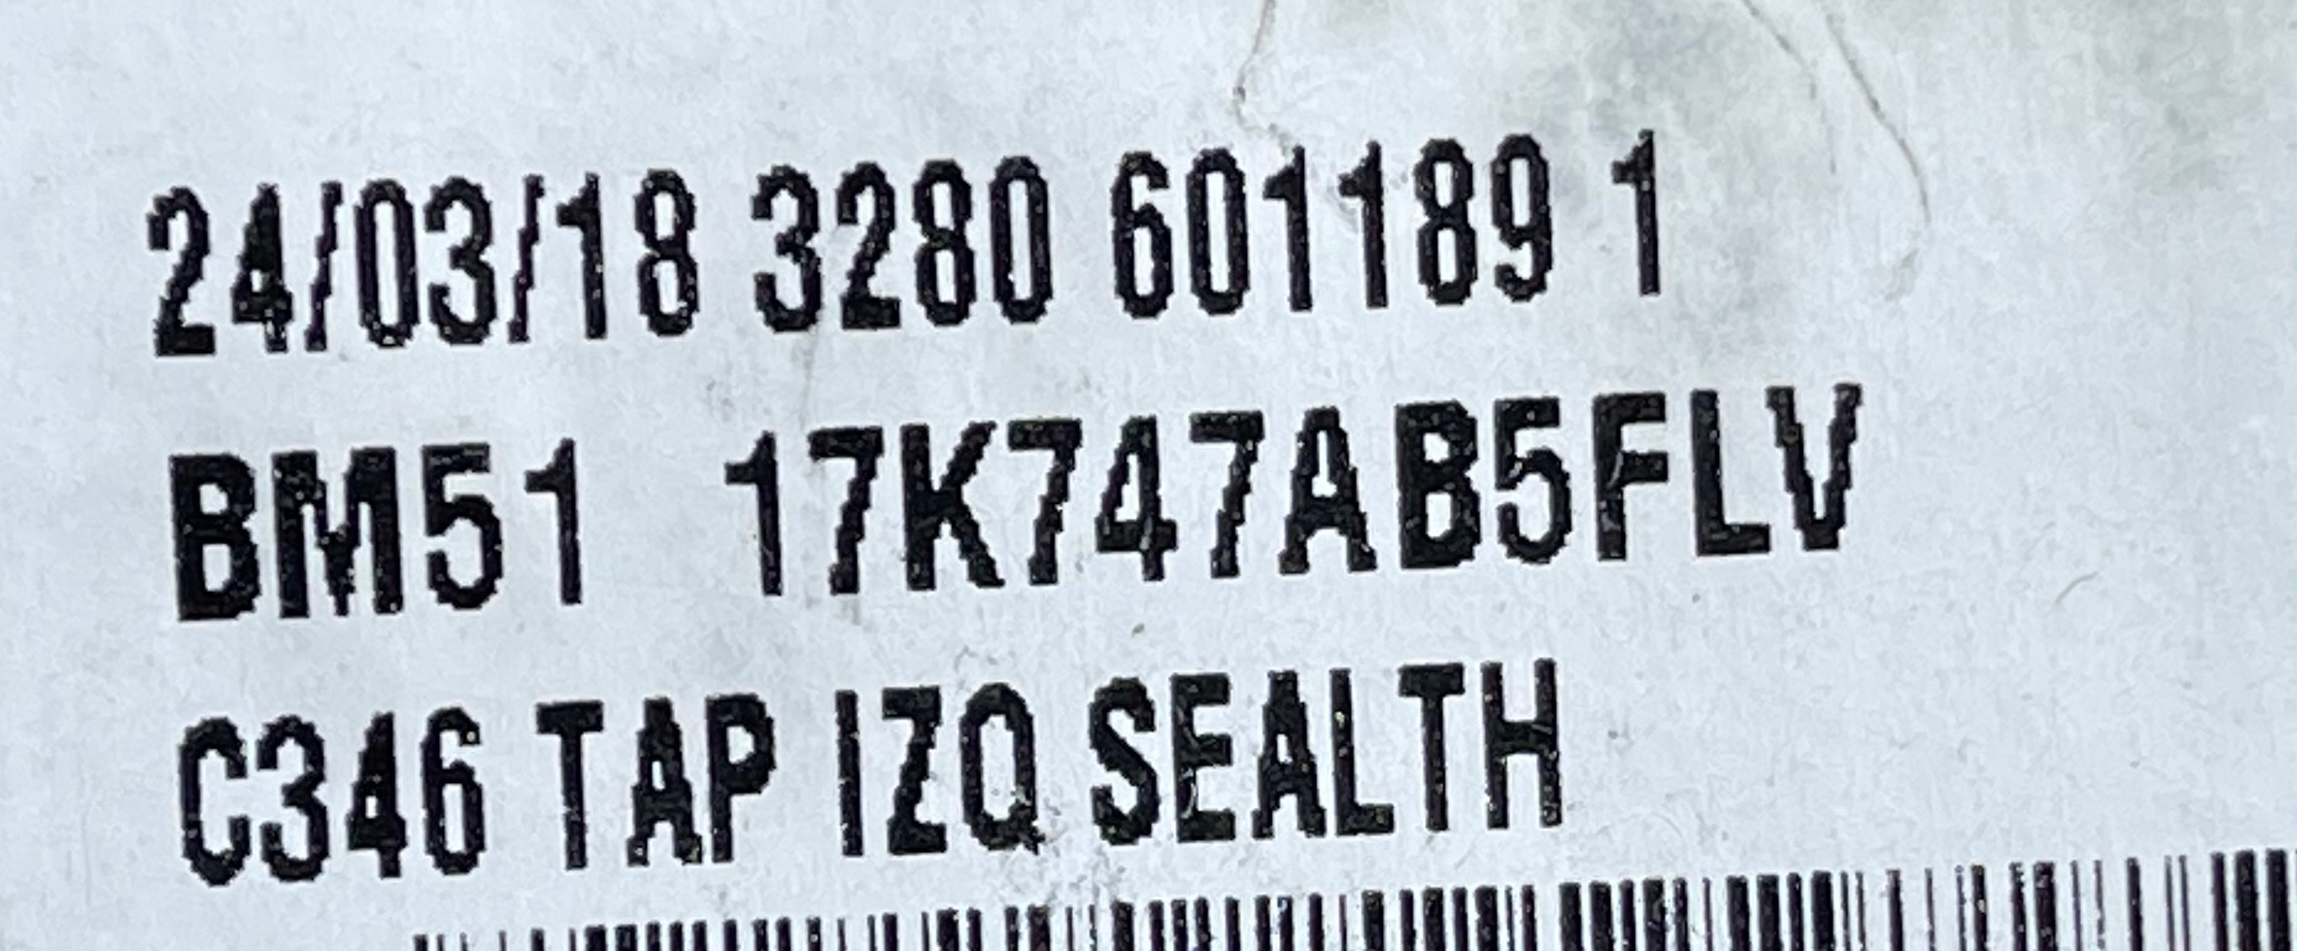 24/03/18 3280 601189 1
BM51 17K747AB5FLV
C346 TAP IZQ SEALTH